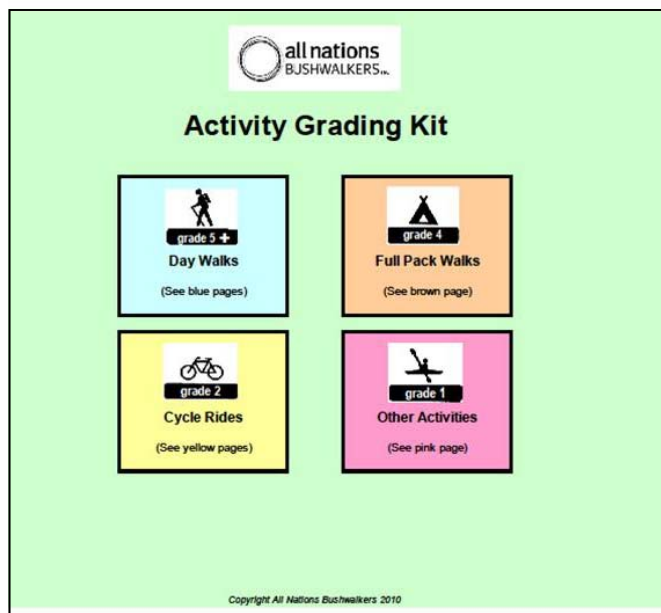 all nations
BUSHWALKERS INC.
Activity Grading Kit
grade 5 +
Day Walks
(See blue pages)
grade 4
Full Pack Walks
(See brown page)
grade 2
Cycle Rides
(See yellow pages)
grade 1
Other Activities
(See pink page)
Copyright All Nations Bushwalkers 2010